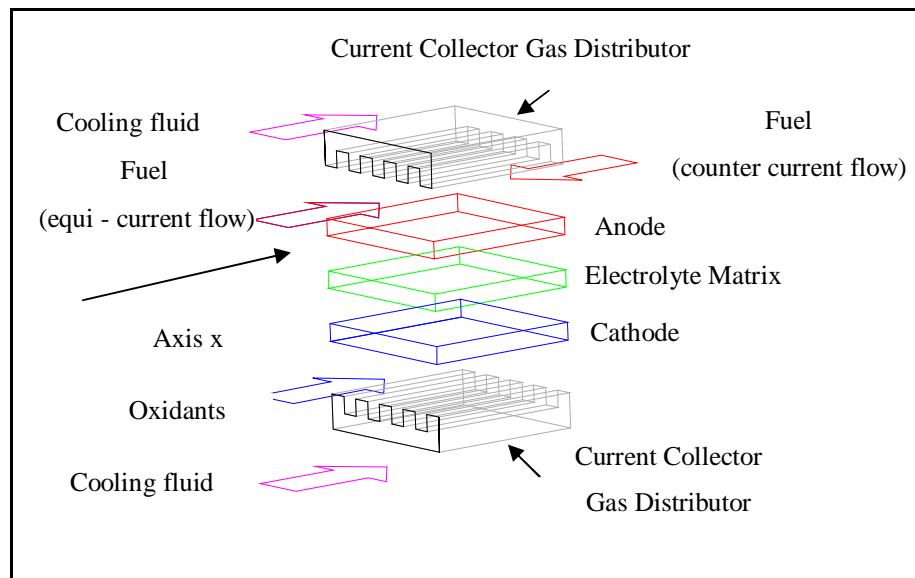 Current Collector Gas Distributor
Cooling fluid
Fuel
(equi - current flow)
Fuel
(counter current flow)
Anode
Electrolyte Matrix
Cathode
Axis x
Oxidants
Cooling fluid
Current Collector
Gas Distributor